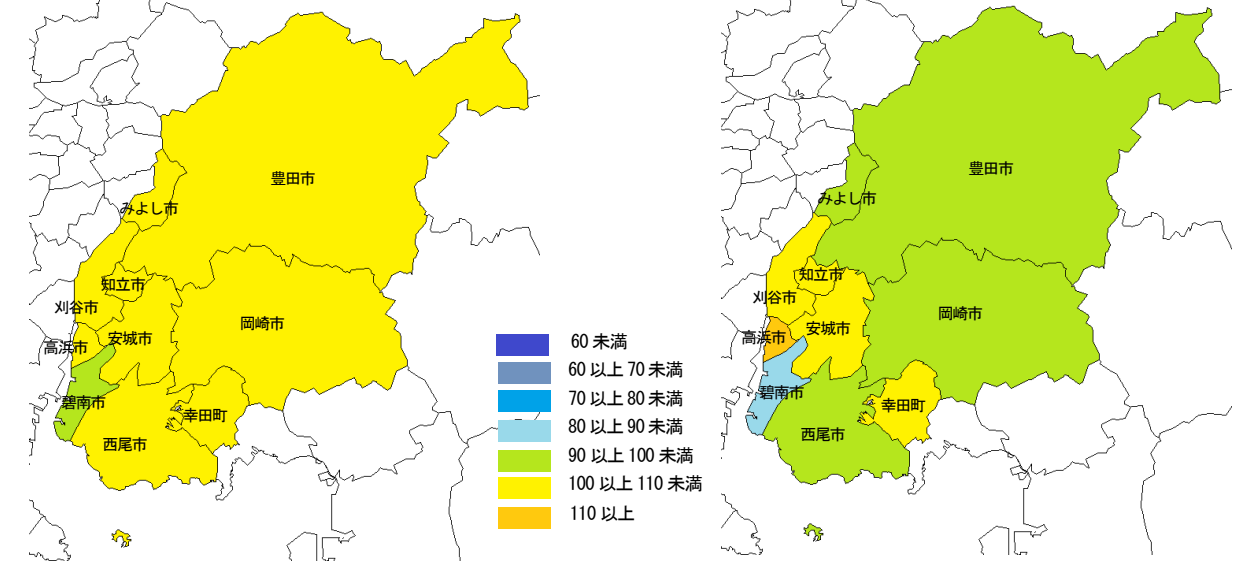 豊田市
みよし市
知立市
刈谷市
岡崎市
安城市
高浜市
碧南市
幸田町
西尾市
60 未満
60 以上 70 未満
70 以上 80 未満
80 以上 90 未満
90 以上 100 未満
100 以上 110 未満
110 以上
豊田市
みよし市
知立市
刈谷市
岡崎市
安城市
高浜市
碧南市
幸田町
西尾市